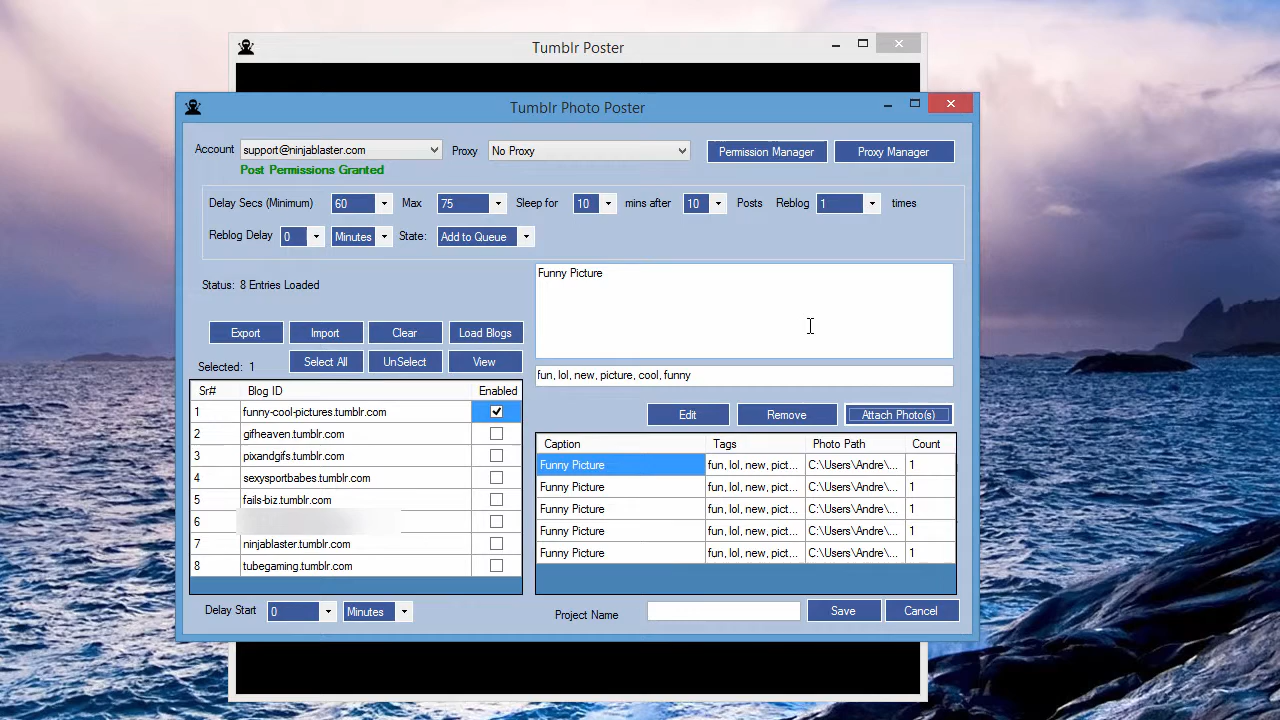 Tumblr Poster
Tumblr Photo Poster
Account support@ninjablaster.com Proxy No Proxy Permission Manager Proxy Manager
Post Permissions Granted
Delay Secs (Minimum) 60 Max 75 Sleep for 10 mins after 10 Posts Reblog 1 times
Reblog Delay 0 Minutes State: Add to Queue
Funny Picture
Status: 8 Entries Loaded
Export Import Clear Load Blogs
Selected: 1 Select All UnSelect View
fun, lol, new, picture, cool, funny
Edit Remove Attach Photo(s)
Sr# Blog ID Enabled
1 funny-cool-pictures.tumblr.com
2 gifheaven.tumblr.com
3 pixandgifs.tumblr.com
4 sexysportbabes.tumblr.com
5 fails-biz.tumblr.com
6
7 ninjablaster.tumblr.com
8 tubegaming.tumblr.com
Caption Tags Photo Path Count
Funny Picture fun, lol, new, pict... C:\Users\Andre\... 1
Funny Picture fun, lol, new, pict... C:\Users\Andre\... 1
Funny Picture fun, lol, new, pict... C:\Users\Andre\... 1
Funny Picture fun, lol, new, pict... C:\Users\Andre\... 1
Funny Picture fun, lol, new, pict... C:\Users\Andre\... 1
Delay Start 0 Minutes Project Name Save Cancel